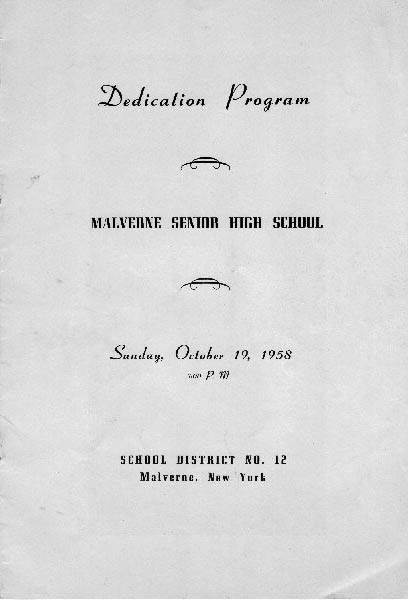 Dedication Program
MALVERNE SENIOR HIGH SCHOOL
Sunday, October 19, 1958
P M
SCHOOL DISTRICT NO. 12
Malverne, New York